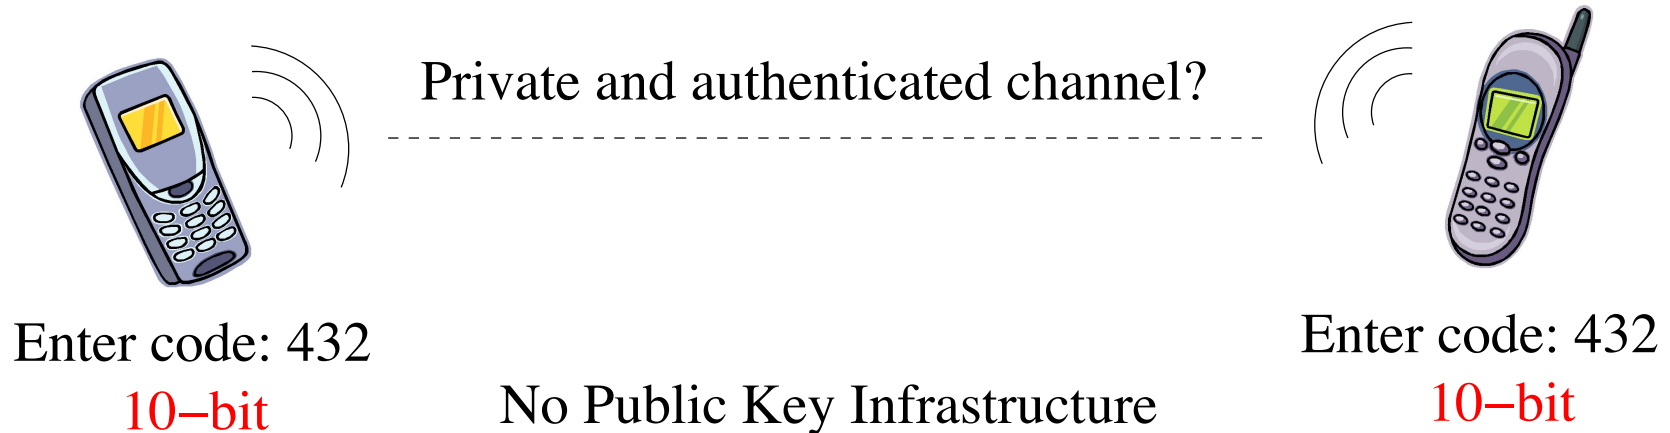 Private and authenticated channel?
Enter code: 432
Enter code: 432
10−bit
10−bit
No Public Key Infrastructure